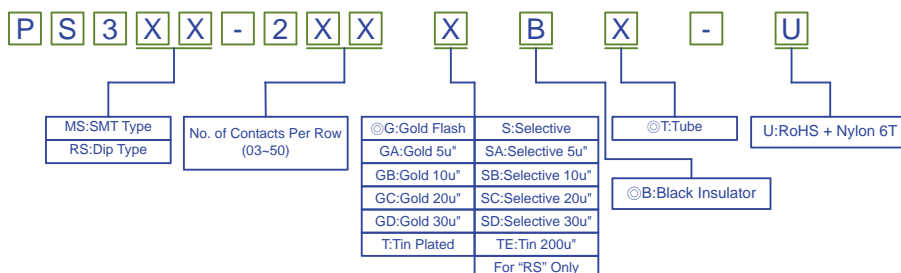 P S 3 X X - 2 X X X B X - U
MS:SMT Type
RS:Dip Type
No. of Contacts Per Row
(03~50)
◎G:Gold Flash S:Selective
GA:Gold 5u" SA:Selective 5u"
GB:Gold 10u" SB:Selective 10u"
GC:Gold 20u" SC:Selective 20u"
GD:Gold 30u" SD:Selective 30u"
T:Tin Plated TE:Tin 200u"
For “RS” Only
◎B:Black Insulator
◎T:Tube
U:RoHS + Nylon 6T